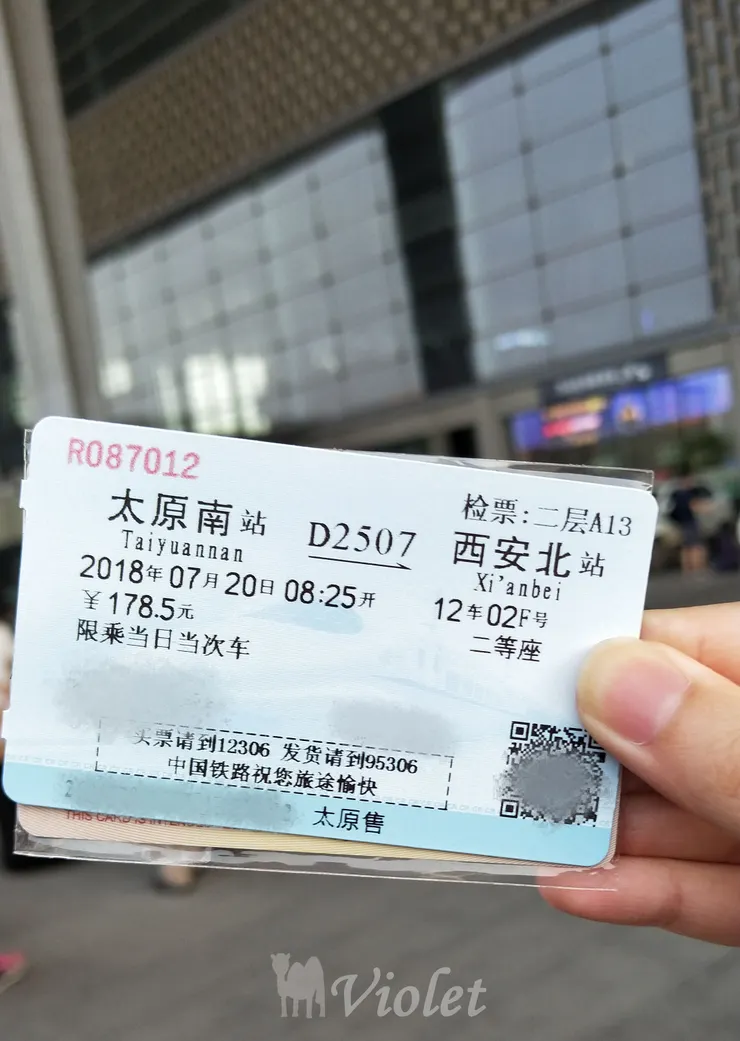 R087012
检票:二层A13
太原南站 D2507 西安北站
Taiyuannan Xi'anbei
2018年07月20日 08:25开 12车02F号
￥178.5元 二等座
限乘当日当次车
买票请到12306 发货请到95306
中国铁路祝您旅途愉快
太原售
THIS CARD IS
Violet